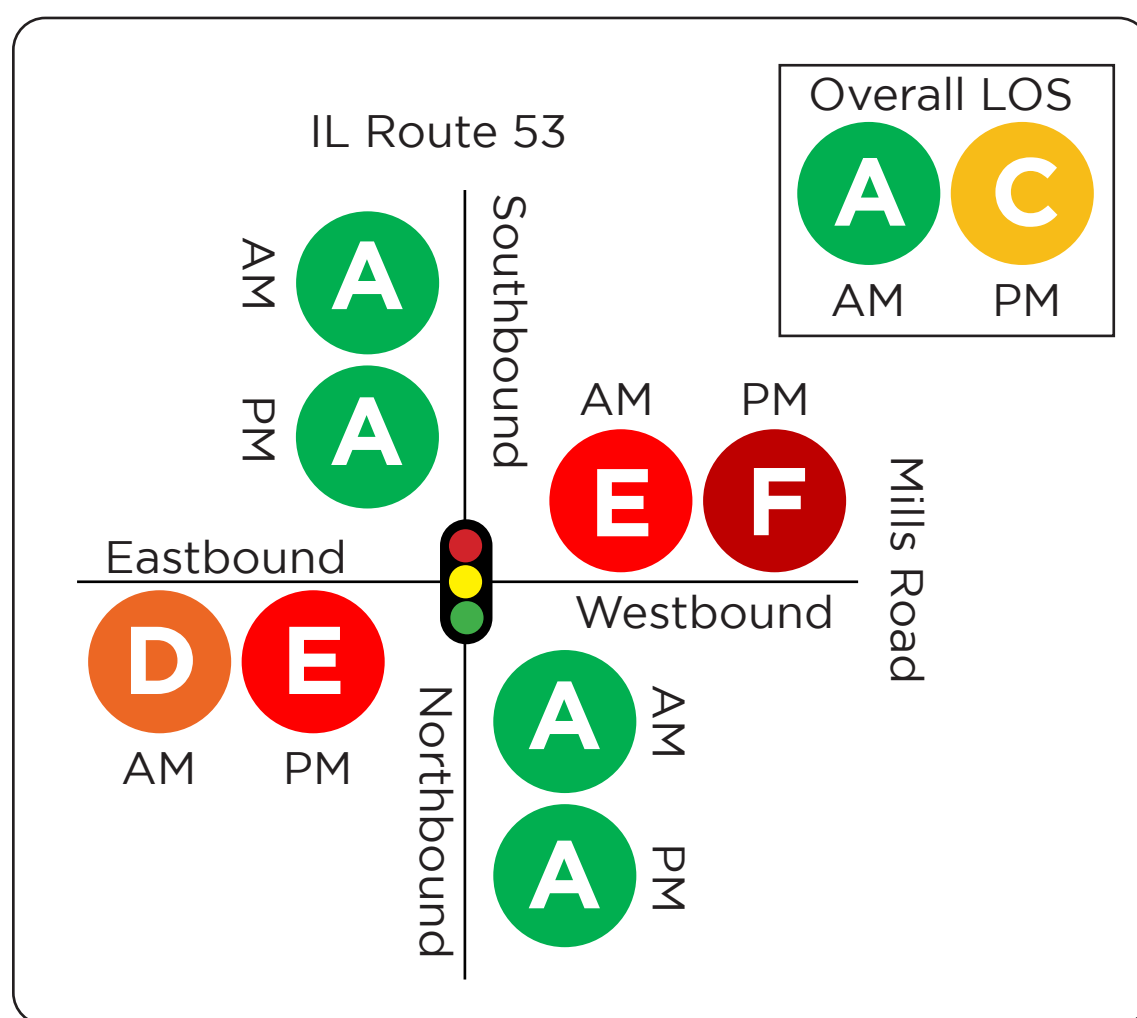 Overall LOS
A C
AM PM
IL Route 53
Southbound
AM
A
PM
A
AM PM
E F
Mills Road
Eastbound
Westbound
D E
AM PM
Northbound
A
AM
A
PM